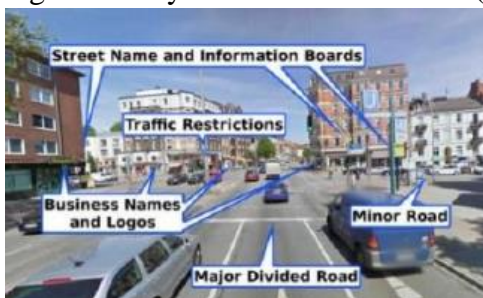 Street Name and Information Boards
Traffic Restrictions
Business Names
and Logos
Minor Road
Major Divided Road